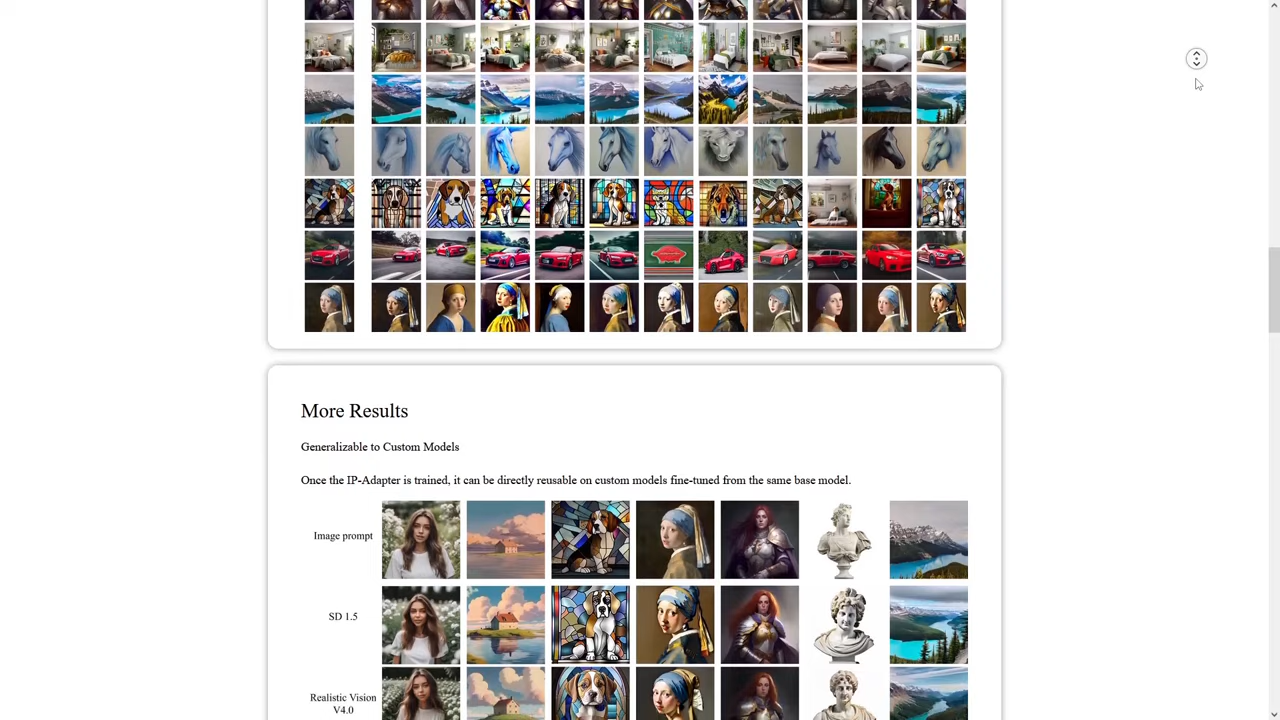 More Results
Generalizable to Custom Models
Once the IP-Adapter is trained, it can be directly reusable on custom models fine-tuned from the same base model.
Image prompt
SD 1.5
Realistic Vision
V4.0